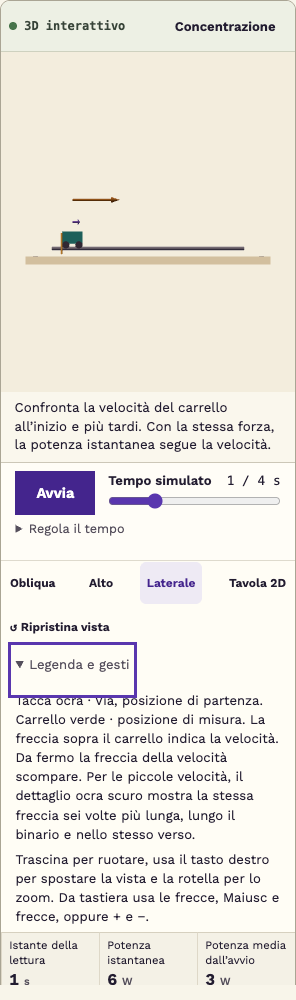 3D interattivo
Concentrazione
Confronta la velocità del carrello
all’inizio e più tardi. Con la stessa forza,
la potenza istantanea segue la velocità.
Avvia
Tempo simulato 1 / 4 s
▶ Regola il tempo
Obliqua Alto Laterale Tavola 2D
↺ Ripristina vista
▼ Legenda e gesti
Tacca ocra · via, posizione di partenza.
Carrello verde · posizione di misura. La
freccia sopra il carrello indica la velocità.
Da fermo la freccia della velocità
scompare. Per le piccole velocità, il
dettaglio ocra scuro mostra la stessa
freccia sei volte più lunga, lungo il
binario e nello stesso verso.
Trascina per ruotare, usa il tasto destro
per spostare la vista e la rotella per lo
zoom. Da tastiera usa le frecce, Maiusc e
frecce, oppure + e −.
Istante della
lettura
1 s
Potenza
istantanea
6 W
Potenza media
dall’avvio
3 W